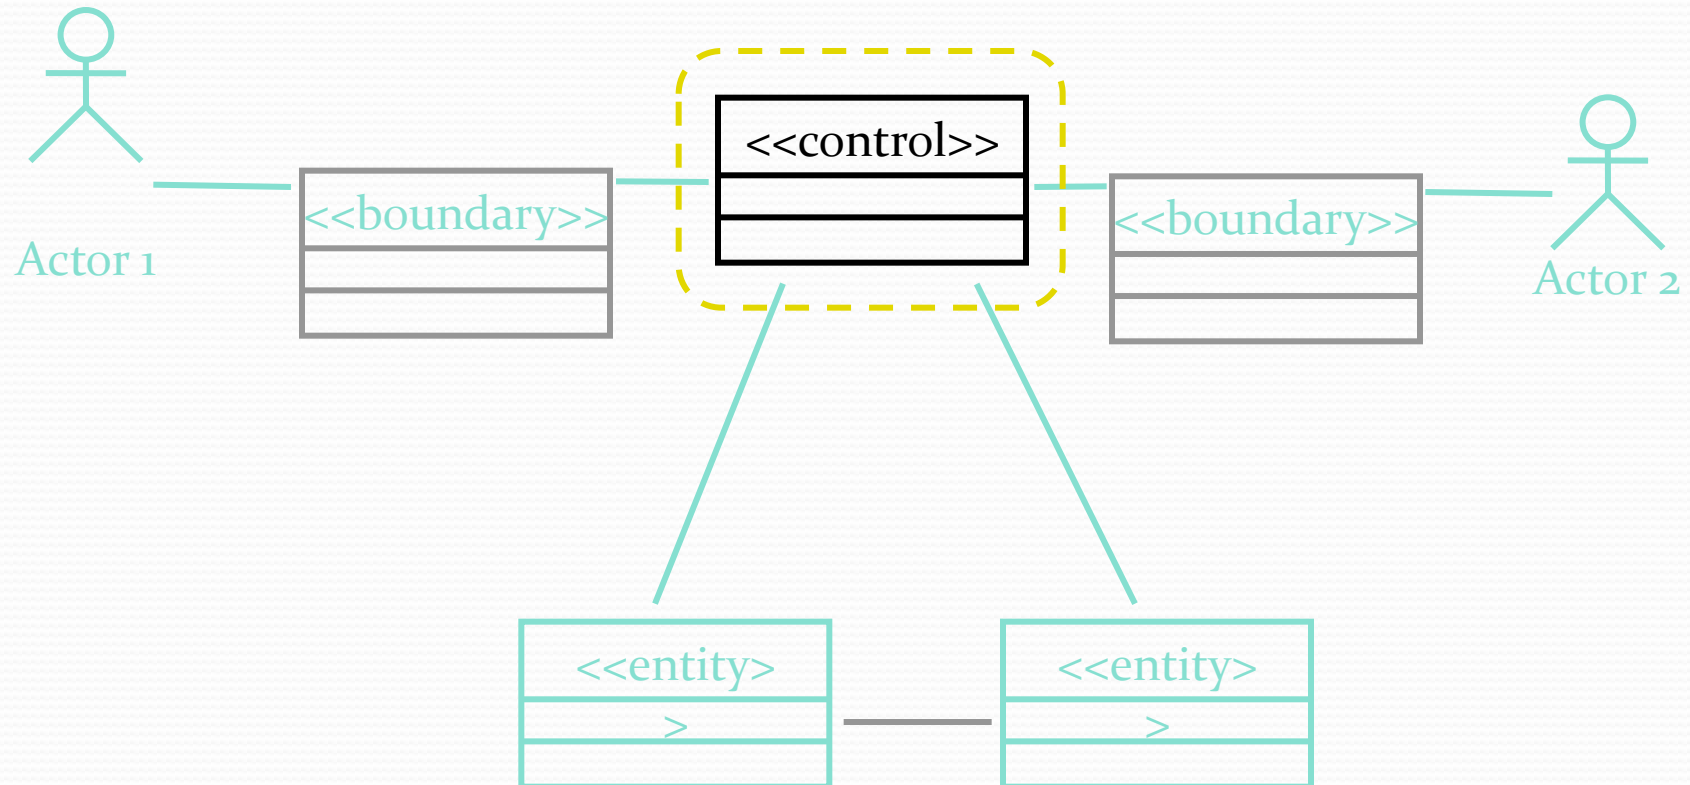 <<control>>
<<boundary>>
<<boundary>>
Actor 1
Actor 2
<<entity>
>
<<entity>
>